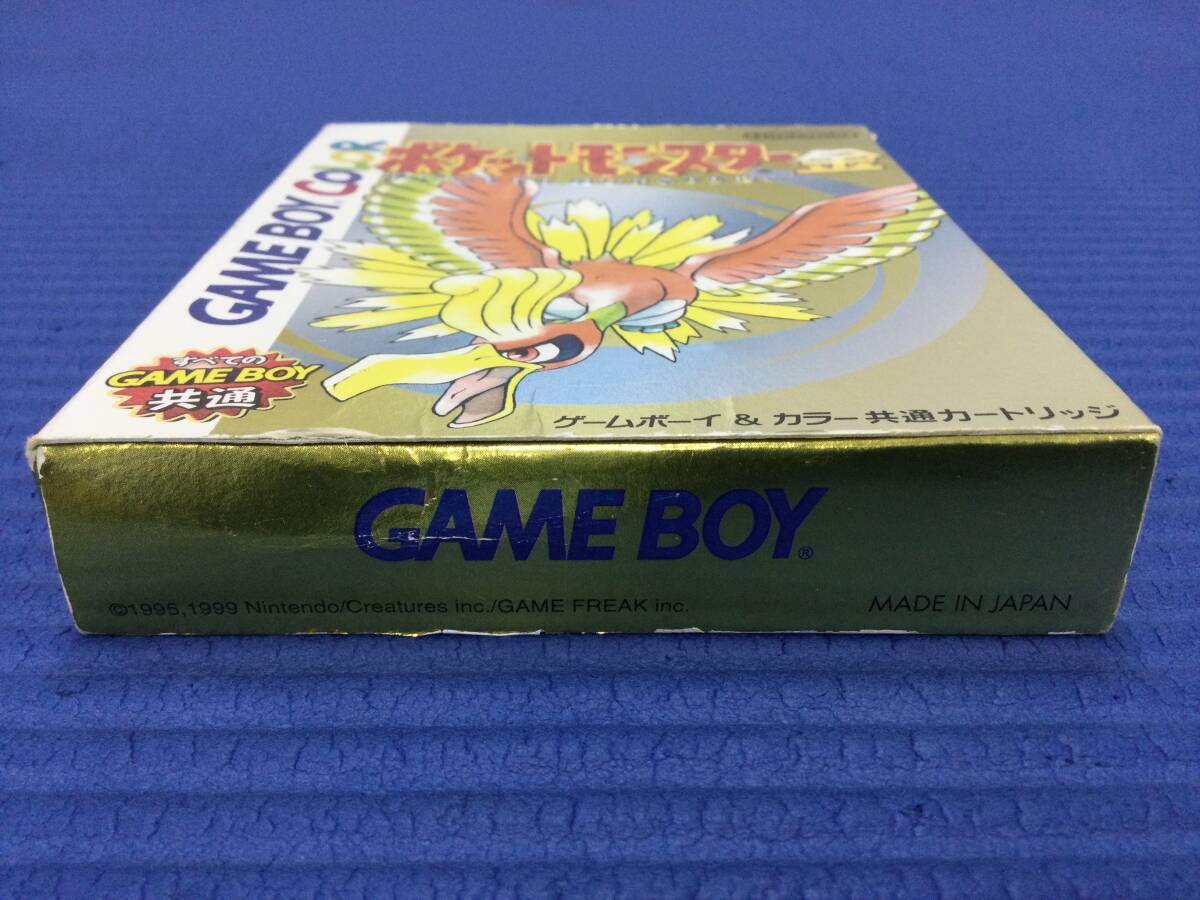 Nintendo
ポケットモンスター金
GAME BOY COLOR
すべての
GAME BOY
共通
ゲームボーイ & カラー共通カートリッジ
GAME BOY®
©1995,1999 Nintendo/Creatures inc./GAME FREAK inc.
MADE IN JAPAN